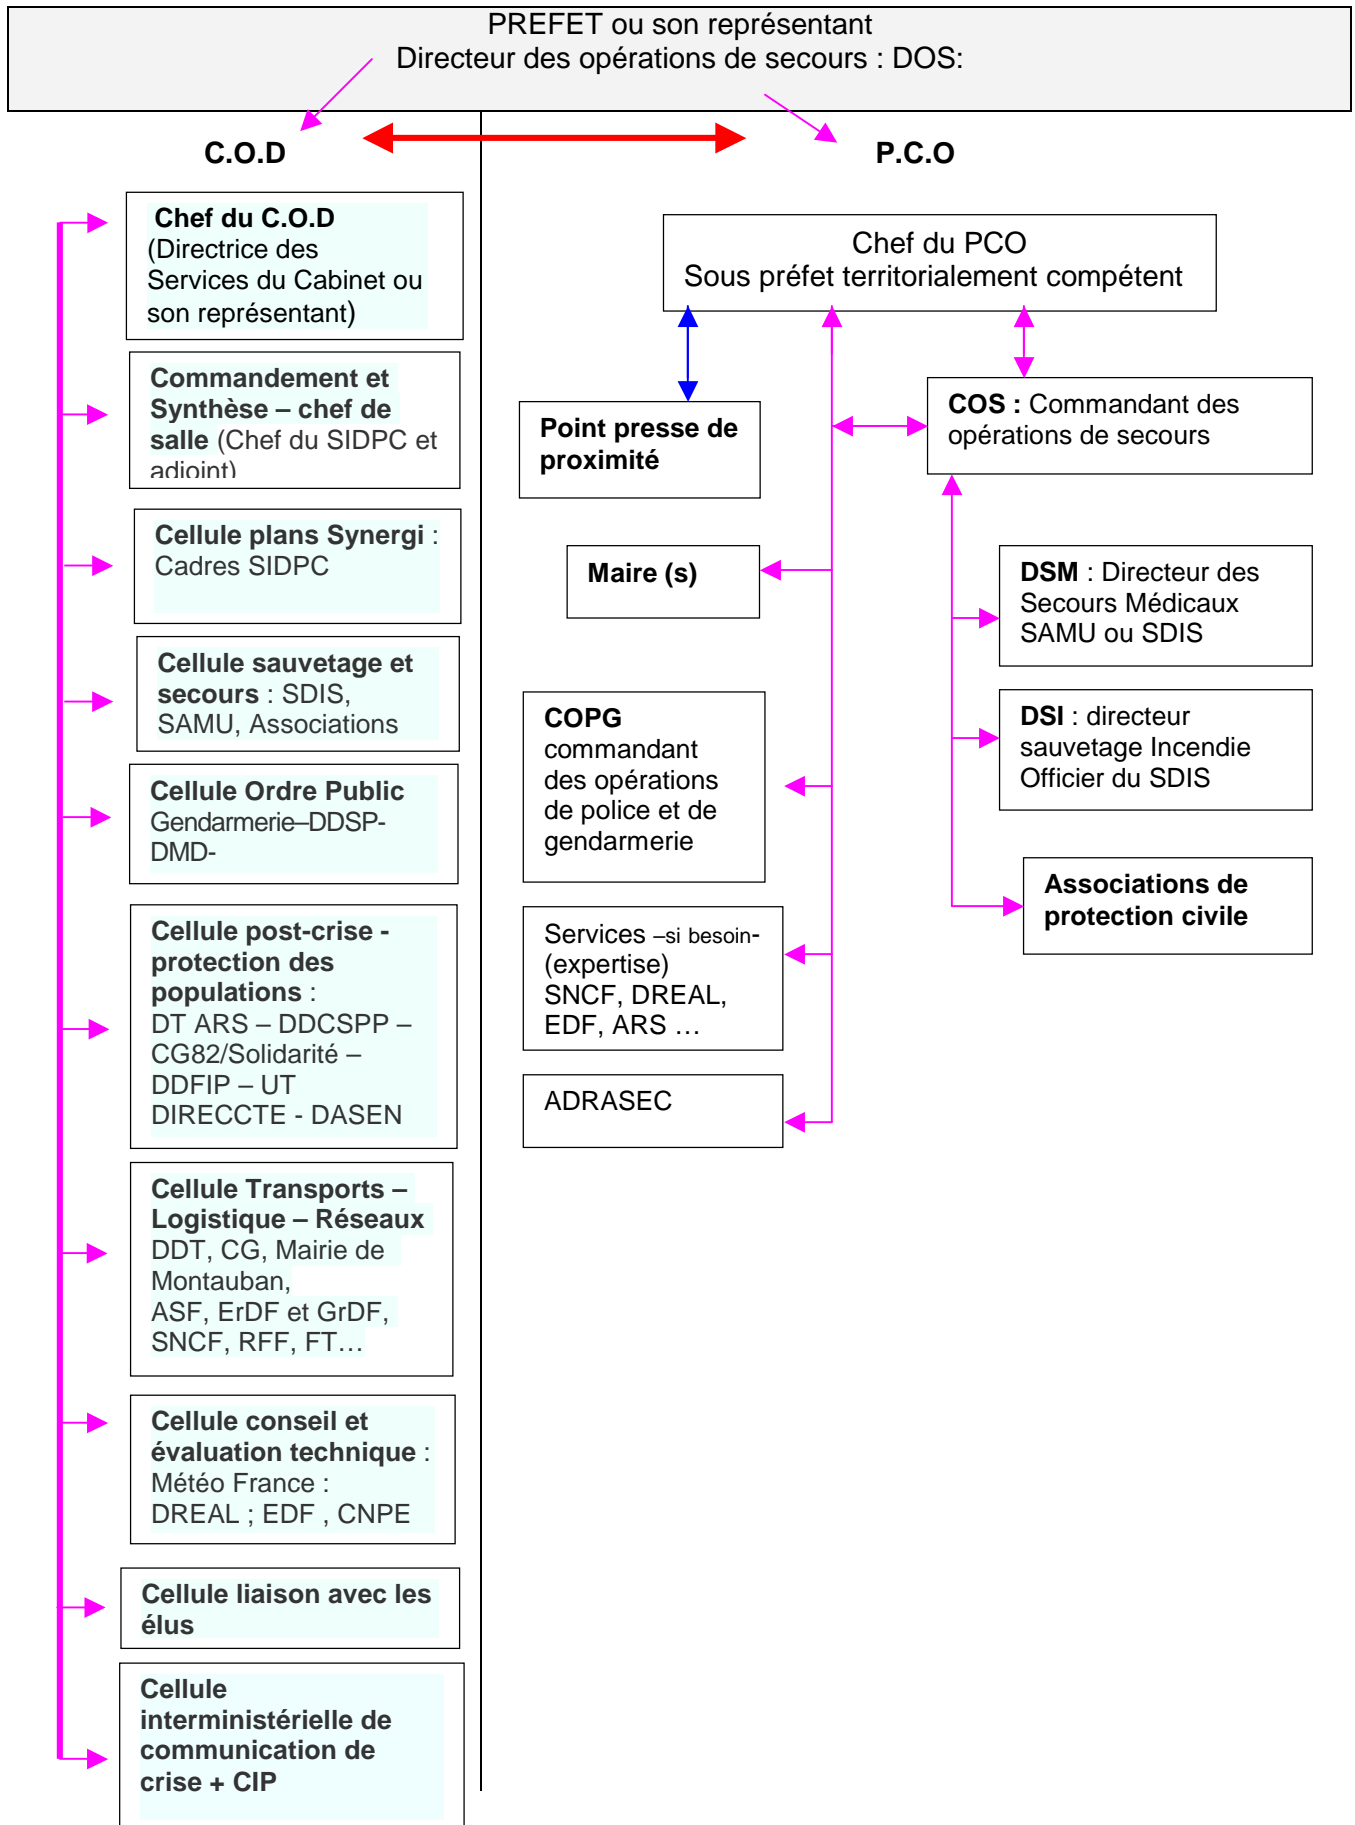 PREFET ou son représentant
Directeur des opérations de secours : DOS:
C.O.D
Chef du C.O.D
(Directrice des
Services du Cabinet ou
son représentant)
Commandement et
Synthèse – chef de
salle (Chef du SIDPC et
adjoint)
Cellule plans Synergi :
Cadres SIDPC
Cellule sauvetage et
secours : SDIS,
SAMU, Associations
Cellule Ordre Public
Gendarmerie–DDSP-
DMD-
Cellule post-crise -
protection des
populations :
DT ARS – DDCSPP –
CG82/Solidarité –
DDFIP – UT
DIRECCTE - DASEN
Cellule Transports –
Logistique – Réseaux
DDT, CG, Mairie de
Montauban,
ASF, ErDF et GrDF,
SNCF, RFF, FT…
Cellule conseil et
évaluation technique :
Météo France :
DREAL ; EDF , CNPE
Cellule liaison avec les
élus
Cellule
interministérielle de
communication de
crise + CIP
P.C.O
Chef du PCO
Sous préfet territorialement compétent
Point presse de
proximité
COS : Commandant des
opérations de secours
Maire (s)
DSM : Directeur des
Secours Médicaux
SAMU ou SDIS
COPG
commandant
des opérations
de police et de
gendarmerie
DSI : directeur
sauvetage Incendie
Officier du SDIS
Associations de
protection civile
Services –si besoin-
(expertise)
SNCF, DREAL,
EDF, ARS …
ADRASEC